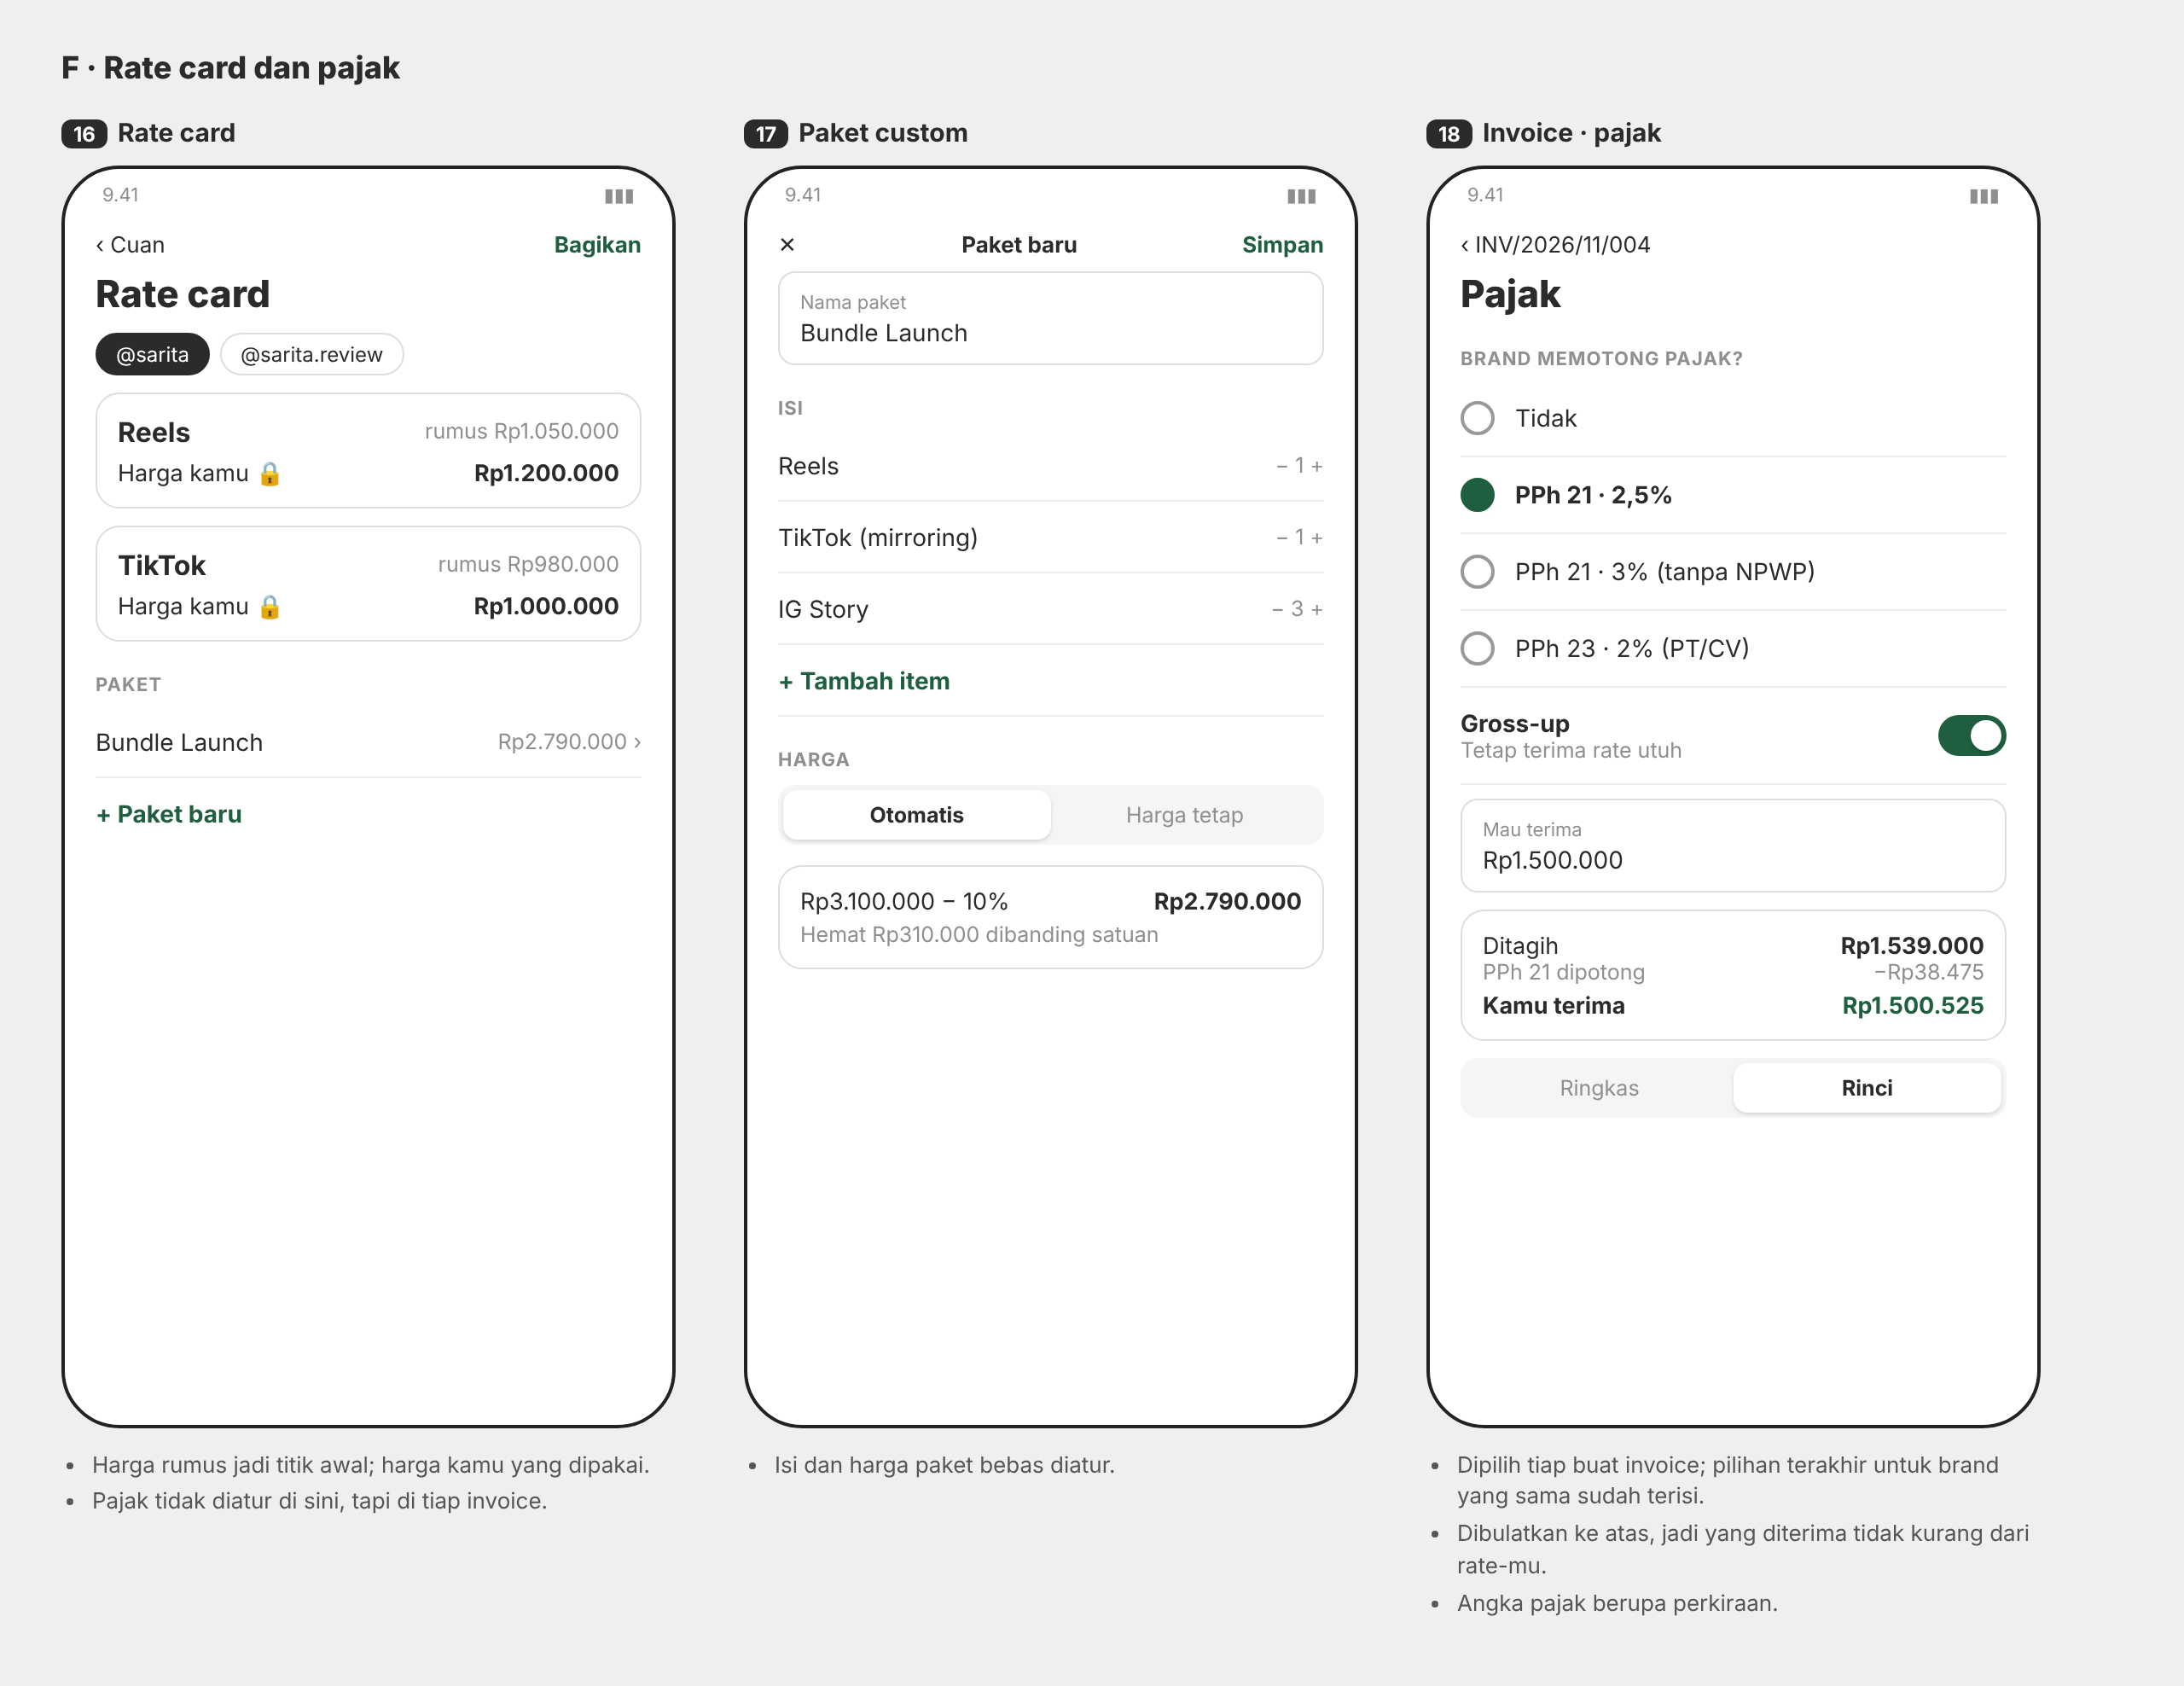 F · Rate card dan pajak
16 Rate card
9.41
‹ Cuan
Bagikan
Rate card
@sarita
@sarita.review
Reels
rumus Rp1.050.000
Harga kamu 🔒
Rp1.200.000
TikTok
rumus Rp980.000
Harga kamu 🔒
Rp1.000.000
PAKET
Bundle Launch
Rp2.790.000 ›
+ Paket baru
• Harga rumus jadi titik awal; harga kamu yang dipakai.
• Pajak tidak diatur di sini, tapi di tiap invoice.
17 Paket custom
9.41
✕
Paket baru
Simpan
Nama paket
Bundle Launch
ISI
Reels
− 1 +
TikTok (mirroring)
− 1 +
IG Story
− 3 +
+ Tambah item
HARGA
Otomatis
Harga tetap
Rp3.100.000 − 10%
Rp2.790.000
Hemat Rp310.000 dibanding satuan
• Isi dan harga paket bebas diatur.
18 Invoice · pajak
9.41
‹ INV/2026/11/004
Pajak
BRAND MEMOTONG PAJAK?
Tidak
PPh 21 · 2,5%
PPh 21 · 3% (tanpa NPWP)
PPh 23 · 2% (PT/CV)
Gross-up
Tetap terima rate utuh
Mau terima
Rp1.500.000
Ditagih
Rp1.539.000
PPh 21 dipotong
−Rp38.475
Kamu terima
Rp1.500.525
Ringkas
Rinci
• Dipilih tiap buat invoice; pilihan terakhir untuk brand
yang sama sudah terisi.
• Dibulatkan ke atas, jadi yang diterima tidak kurang dari
rate-mu.
• Angka pajak berupa perkiraan.